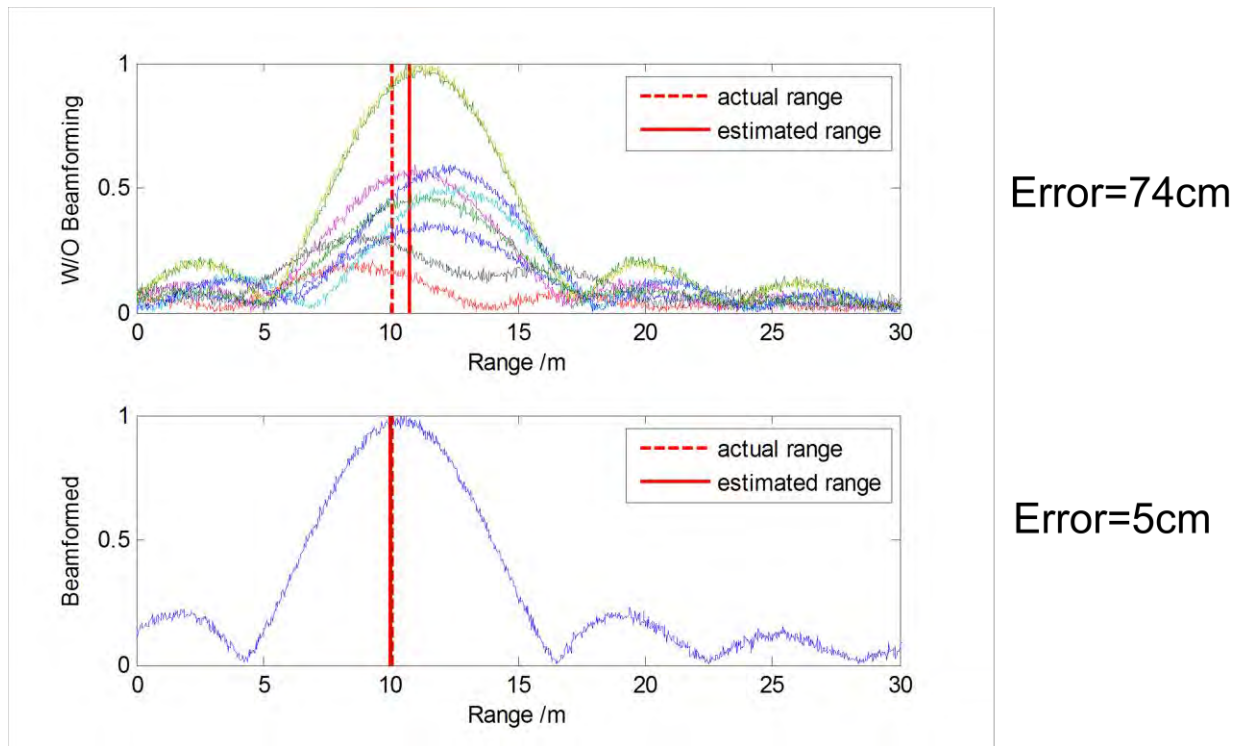 W/O Beamforming
1
0.5
0
0 5 10 15 20 25 30
Range /m
actual range
estimated range
Error=74cm
Beamformed
1
0.5
0
0 5 10 15 20 25 30
Range /m
actual range
estimated range
Error=5cm